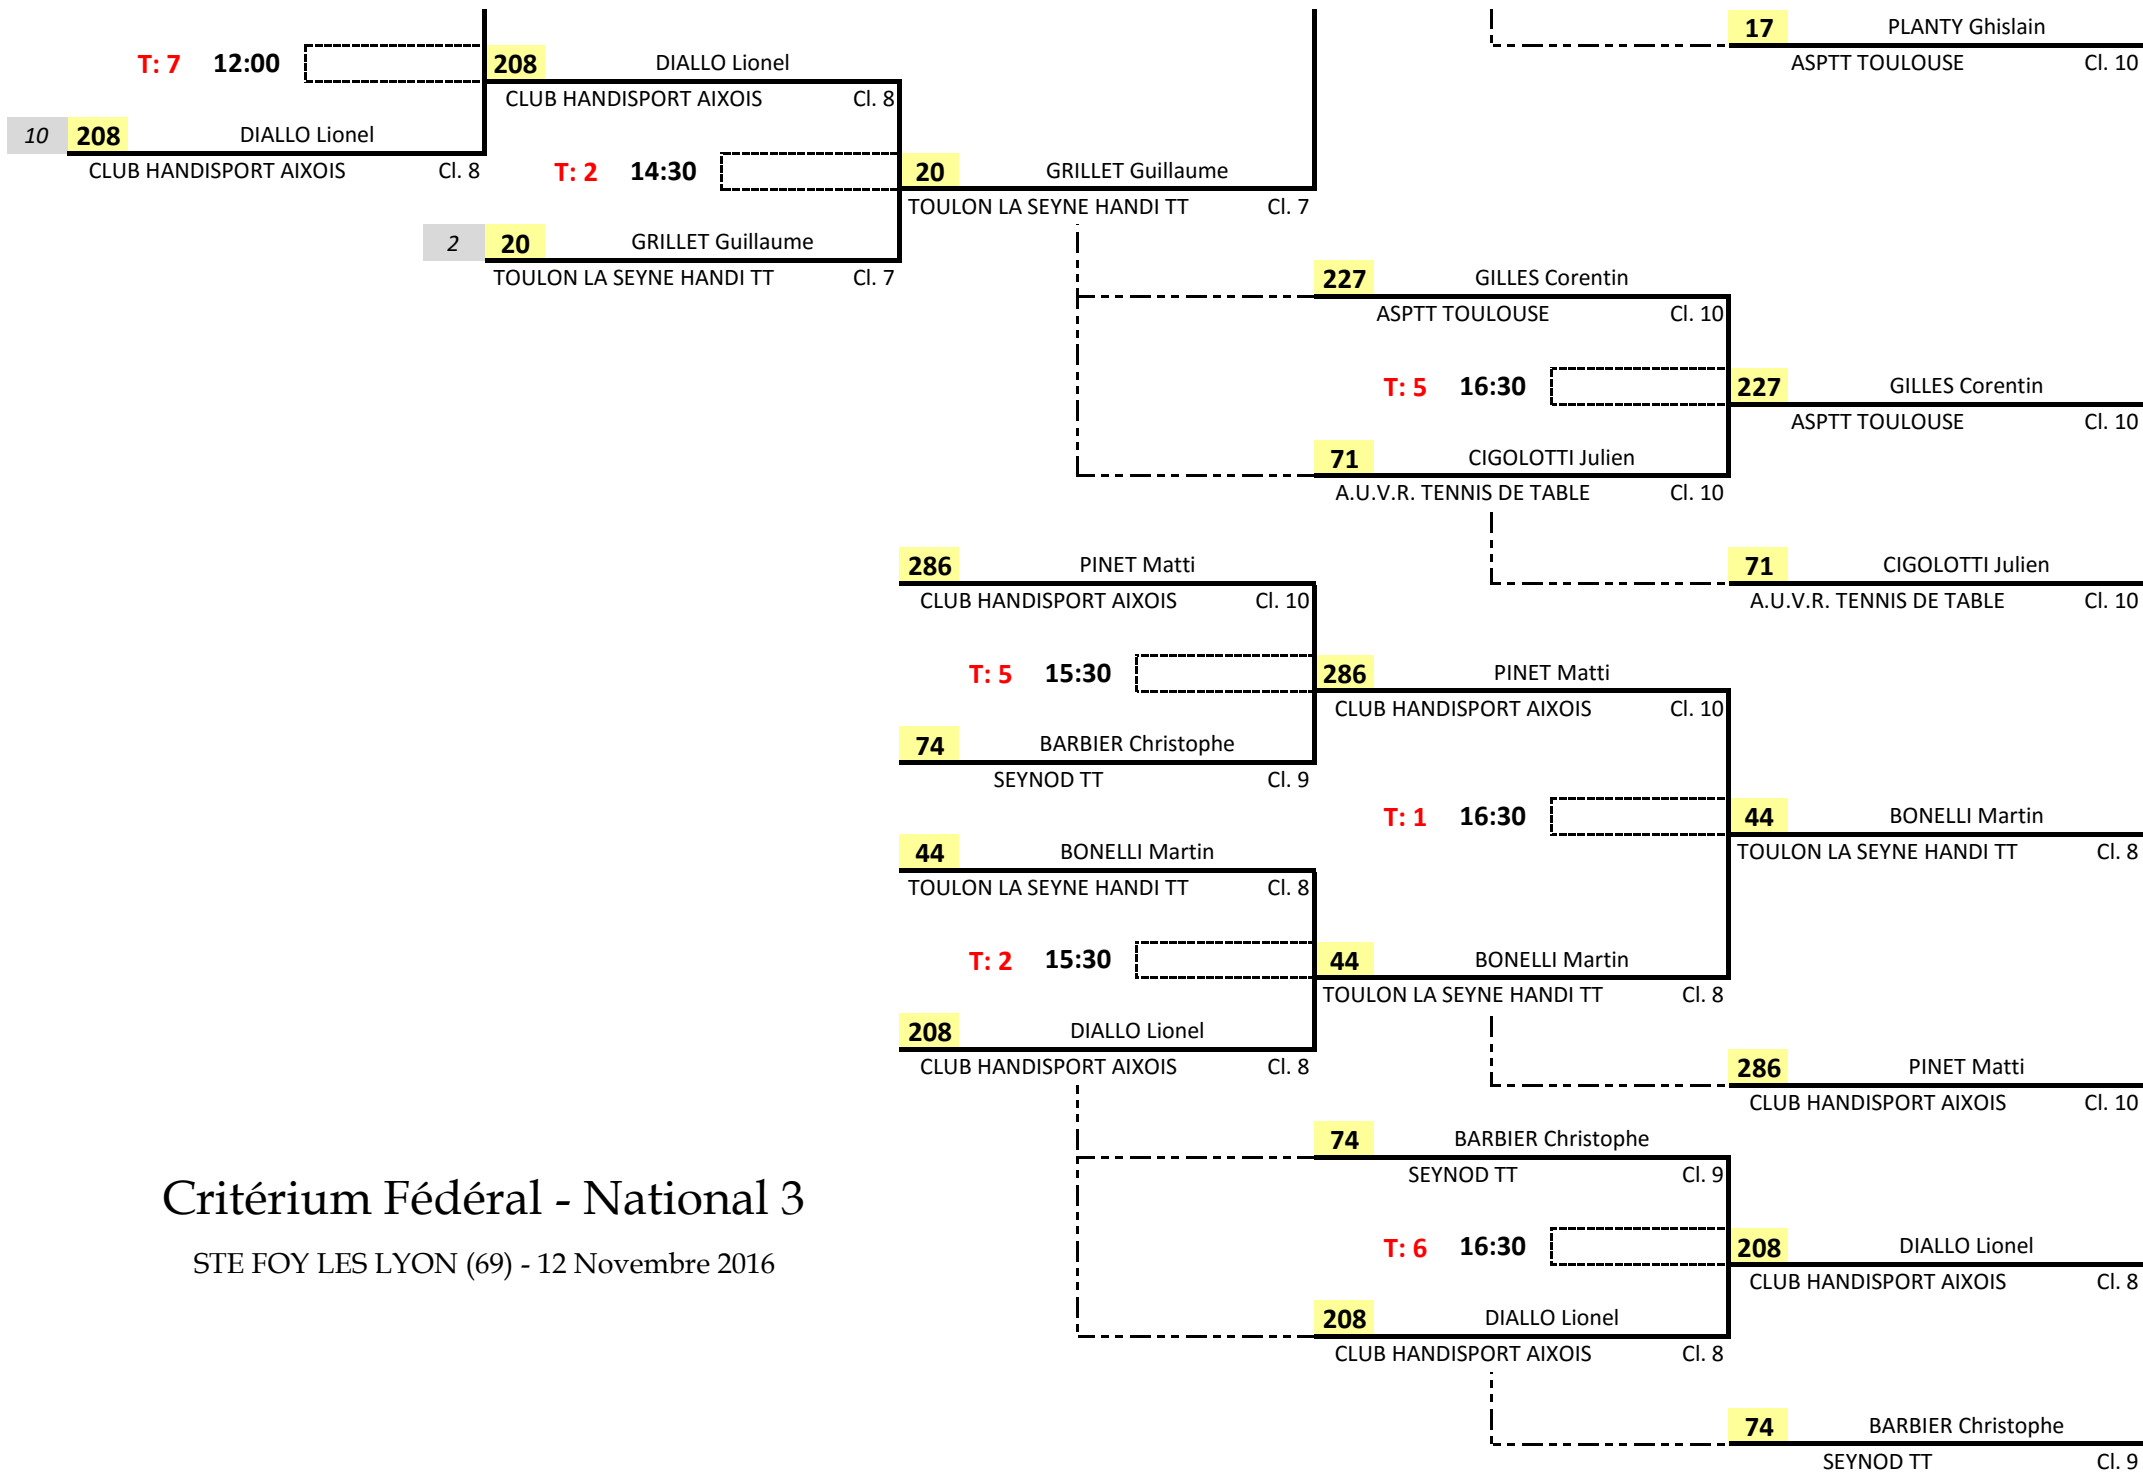 17 PLANTY Ghislain
ASPTT TOULOUSE Cl. 10
T: 7 12:00
208 DIALLO Lionel
CLUB HANDISPORT AIXOIS Cl. 8
10 208 DIALLO Lionel
CLUB HANDISPORT AIXOIS Cl. 8
T: 2 14:30
20 GRILLET Guillaume
TOULON LA SEYNE HANDI TT Cl. 7
2 20 GRILLET Guillaume
TOULON LA SEYNE HANDI TT Cl. 7
227 GILLES Corentin
ASPTT TOULOUSE Cl. 10
T: 5 16:30
227 GILLES Corentin
ASPTT TOULOUSE Cl. 10
71 CIGOLOTTI Julien
A.U.V.R. TENNIS DE TABLE Cl. 10
286 PINET Matti
CLUB HANDISPORT AIXOIS Cl. 10
71 CIGOLOTTI Julien
A.U.V.R. TENNIS DE TABLE Cl. 10
T: 5 15:30
286 PINET Matti
CLUB HANDISPORT AIXOIS Cl. 10
74 BARBIER Christophe
SEYNOD TT Cl. 9
T: 1 16:30
44 BONELLI Martin
TOULON LA SEYNE HANDI TT Cl. 8
44 BONELLI Martin
TOULON LA SEYNE HANDI TT Cl. 8
T: 2 15:30
44 BONELLI Martin
TOULON LA SEYNE HANDI TT Cl. 8
208 DIALLO Lionel
CLUB HANDISPORT AIXOIS Cl. 8
286 PINET Matti
CLUB HANDISPORT AIXOIS Cl. 10
74 BARBIER Christophe
SEYNOD TT Cl. 9
Critérium Fédéral - National 3
STE FOY LES LYON (69) - 12 Novembre 2016
T: 6 16:30
208 DIALLO Lionel
CLUB HANDISPORT AIXOIS Cl. 8
208 DIALLO Lionel
CLUB HANDISPORT AIXOIS Cl. 8
74 BARBIER Christophe
SEYNOD TT Cl. 9